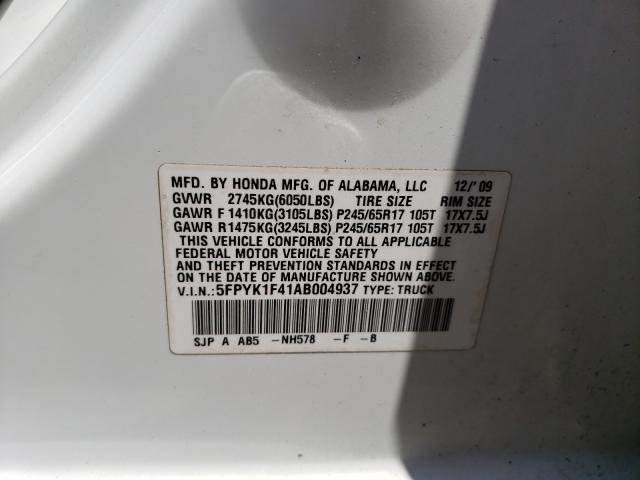 MFD. BY HONDA MFG. OF ALABAMA, LLC 12/'09
GVWR 2745KG(6050LBS) TIRE SIZE RIM SIZE
GAWR F 1410KG(3105LBS) P245/65R17 105T 17X7.5J
GAWR R 1475KG(3245LBS) P245/65R17 105T 17X7.5J
THIS VEHICLE CONFORMS TO ALL APPLICABLE
FEDERAL MOTOR VEHICLE SAFETY
AND THEFT PREVENTION STANDARDS IN EFFECT
ON THE DATE OF MANUFACTURE SHOWN ABOVE.
V.I.N.:5FPYK1F41AB004937 TYPE: TRUCK
SJP A AB5 -NH578 -F -B